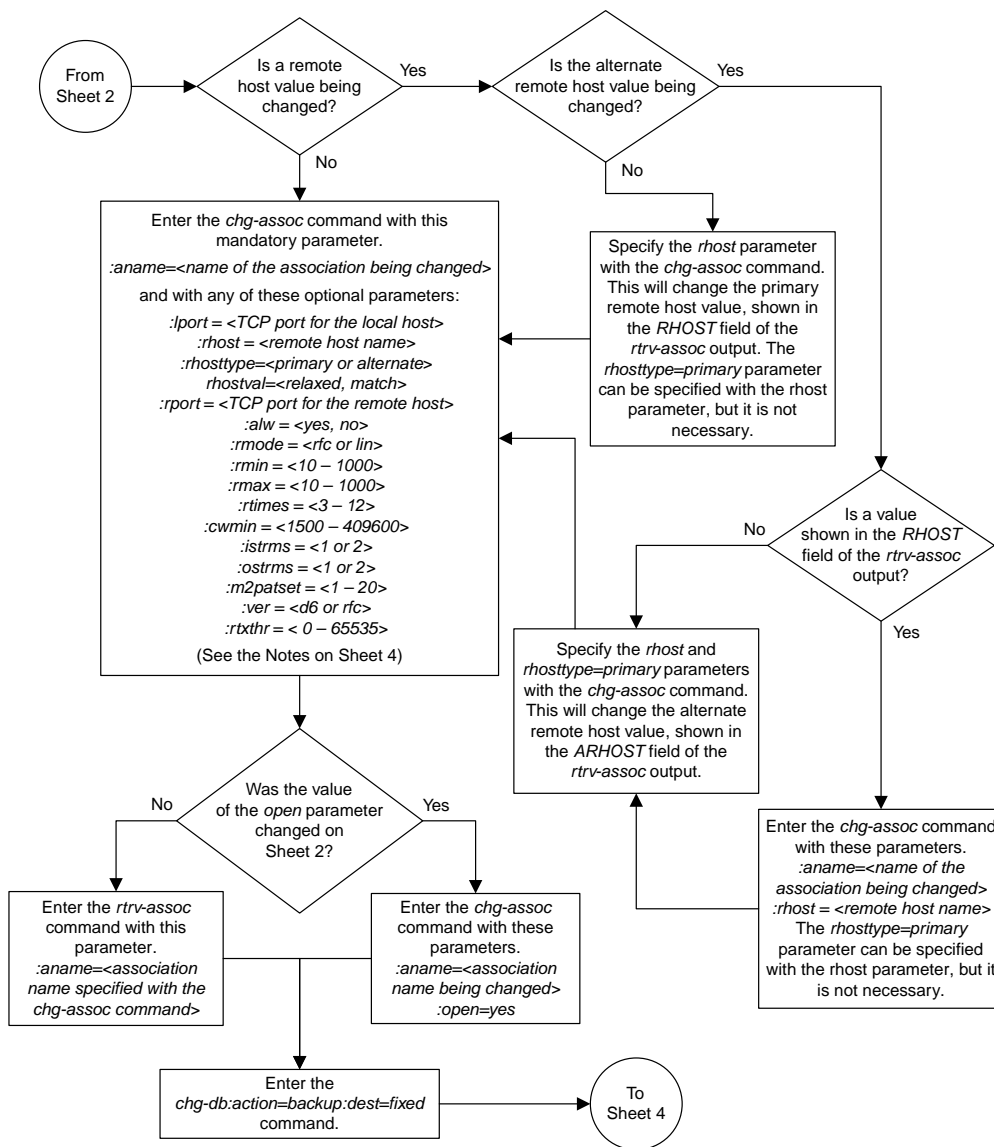 From
Sheet 2
Is a remote
host value being
changed?
Yes
No
Is the alternate
remote host value being
changed?
Yes
No
Enter the chg-assoc command with this
mandatory parameter.
:aname=<name of the association being changed>
and with any of these optional parameters:
:lport = <TCP port for the local host>
:rhost = <remote host name>
:rhosttype=<primary or alternate>
rhostval=<relaxed, match>
:rport = <TCP port for the remote host>
:alw = <yes, no>
:rmode = <rfc or lin>
:rmin = <10 – 1000>
:rmax = <10 – 1000>
:rtimes = <3 – 12>
:cwmin = <1500 – 409600>
:istrms = <1 or 2>
:ostrms = <1 or 2>
:m2patset = <1 – 20>
:ver = <d6 or rfc>
:rtxthr = < 0 – 65535>
(See the Notes on Sheet 4)
Specify the rhost parameter
with the chg-assoc command.
This will change the primary
remote host value, shown in
the RHOST field of the
rtrv-assoc output. The
rhosttype=primary parameter
can be specified with the rhost
parameter, but it is not
necessary.
Is a value
shown in the RHOST
field of the rtrv-assoc
output?
No
Yes
Specify the rhost and
rhosttype=primary parameters
with the chg-assoc command.
This will change the alternate
remote host value, shown in
the ARHOST field of the
rtrv-assoc output.
Enter the chg-assoc command
with these parameters.
:aname=<name of the
association being changed>
:rhost = <remote host name>
The rhosttype=primary
parameter can be specified
with the rhost parameter, but it
is not necessary.
Was the value
of the open parameter
changed on
Sheet 2?
No
Yes
Enter the rtrv-assoc
command with this
parameter.
:aname=<association
name specified with the
chg-assoc command>
Enter the chg-assoc
command with these
parameters.
:aname=<association
name being changed>
:open=yes
Enter the
chg-db:action=backup:dest=fixed
command.
To
Sheet 4